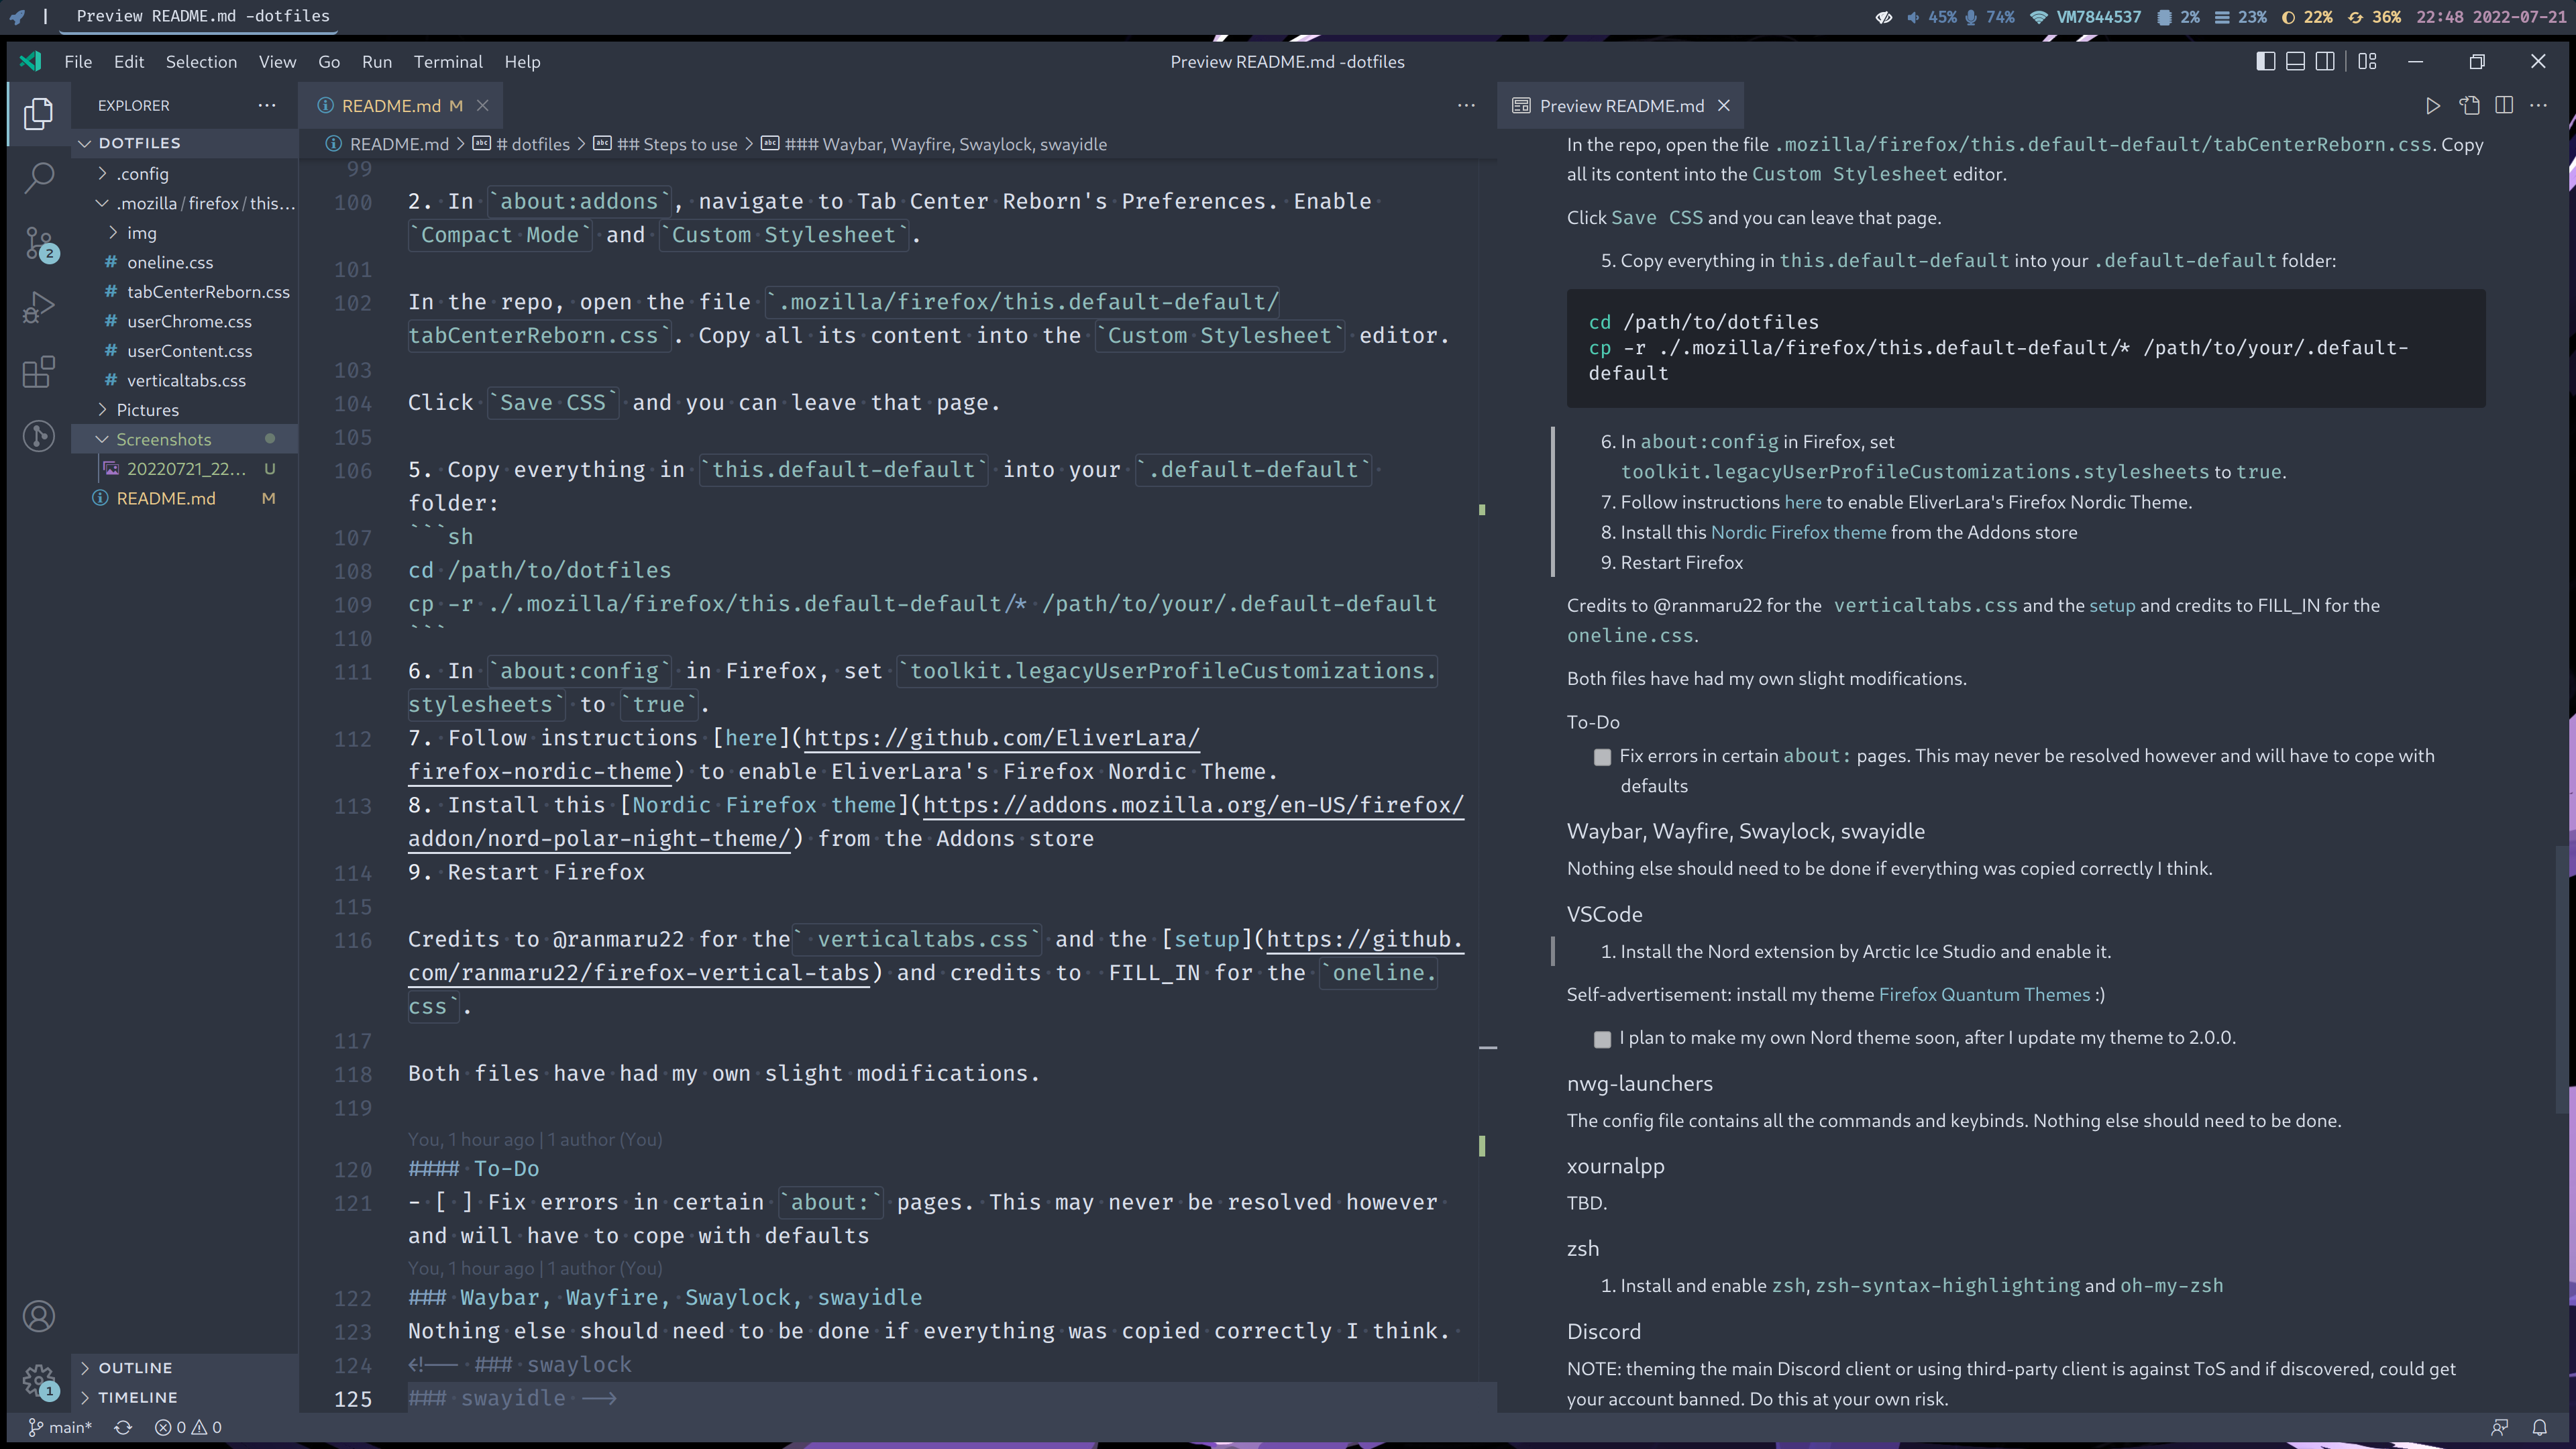 Preview README.md -dotfiles
45% 74% VM7844537 2% 23% 22% 36% 22:48 2022-07-21
File Edit Selection View Go Run Terminal Help
Preview README.md -dotfiles
EXPLORER ...
DOTFILES
.config
.mozilla / firefox / this...
img
# oneline.css
# tabCenterReborn.css
# userChrome.css
# userContent.css
# verticaltabs.css
Pictures
Screenshots
20220721_22... U
README.md M
2
1
OUTLINE
TIMELINE
main* 0 0
README.md M
README.md > # dotfiles > ## Steps to use > ### Waybar, Wayfire, Swaylock, swayidle
99
100 2. In `about:addons`, navigate to Tab Center Reborn's Preferences. Enable
`Compact Mode` and `Custom Stylesheet`.
101
102 In the repo, open the file `.mozilla/firefox/this.default-default/
tabCenterReborn.css`. Copy all its content into the `Custom Stylesheet` editor.
103
104 Click `Save CSS` and you can leave that page.
105
106 5. Copy everything in `this.default-default` into your `.default-default`
folder:
107 ```sh
108 cd /path/to/dotfiles
109 cp -r ./.mozilla/firefox/this.default-default/* /path/to/your/.default-default
110 ```
111 6. In `about:config` in Firefox, set `toolkit.legacyUserProfileCustomizations.
stylesheets` to `true`.
112 7. Follow instructions [here](https://github.com/EliverLara/
firefox-nordic-theme) to enable EliverLara's Firefox Nordic Theme.
113 8. Install this [Nordic Firefox theme](https://addons.mozilla.org/en-US/firefox/
addon/nord-polar-night-theme/) from the Addons store
114 9. Restart Firefox
115
116 Credits to @ranmaru22 for the` verticaltabs.css` and the [setup](https://github.
com/ranmaru22/firefox-vertical-tabs) and credits to  FILL_IN for the `oneline.
css`.
117
118 Both files have had my own slight modifications.
119
You, 1 hour ago | 1 author (You)
120 #### To-Do
121 - [ ] Fix errors in certain `about:` pages. This may never be resolved however
and will have to cope with defaults
You, 1 hour ago | 1 author (You)
122 ### Waybar, Wayfire, Swaylock, swayidle
123 Nothing else should need to be done if everything was copied correctly I think.
124 <!-- ### swaylock
125 ### swayidle -->
Preview README.md
In the repo, open the file .mozilla/firefox/this.default-default/tabCenterReborn.css. Copy
all its content into the Custom Stylesheet editor.
Click Save CSS and you can leave that page.
5. Copy everything in this.default-default into your .default-default folder:
cd /path/to/dotfiles
cp -r ./.mozilla/firefox/this.default-default/* /path/to/your/.default-
default
6. In about:config in Firefox, set
toolkit.legacyUserProfileCustomizations.stylesheets to true.
7. Follow instructions here to enable EliverLara's Firefox Nordic Theme.
8. Install this Nordic Firefox theme from the Addons store
9. Restart Firefox
Credits to @ranmaru22 for the verticaltabs.css and the setup and credits to FILL_IN for the
oneline.css.
Both files have had my own slight modifications.
To-Do
Fix errors in certain about: pages. This may never be resolved however and will have to cope with
defaults
Waybar, Wayfire, Swaylock, swayidle
Nothing else should need to be done if everything was copied correctly I think.
VSCode
1. Install the Nord extension by Arctic Ice Studio and enable it.
Self-advertisement: install my theme Firefox Quantum Themes :)
I plan to make my own Nord theme soon, after I update my theme to 2.0.0.
nwg-launchers
The config file contains all the commands and keybinds. Nothing else should need to be done.
xournalpp
TBD.
zsh
1. Install and enable zsh, zsh-syntax-highlighting and oh-my-zsh
Discord
NOTE: theming the main Discord client or using third-party client is against ToS and if discovered, could get
your account banned. Do this at your own risk.